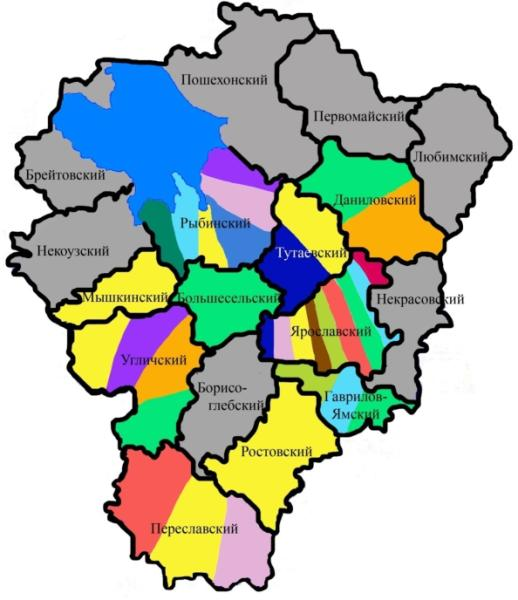 Пошехонский
Первомайский
Любимский
Брейтовский
Даниловский
Рыбинский
Некоузский
Тутаевский
Мышкинский
Большесельский
Некрасовский
Ярославский
Угличский
Борисо-
глебский
Гаврилов-
Ямский
Ростовский
Переславский